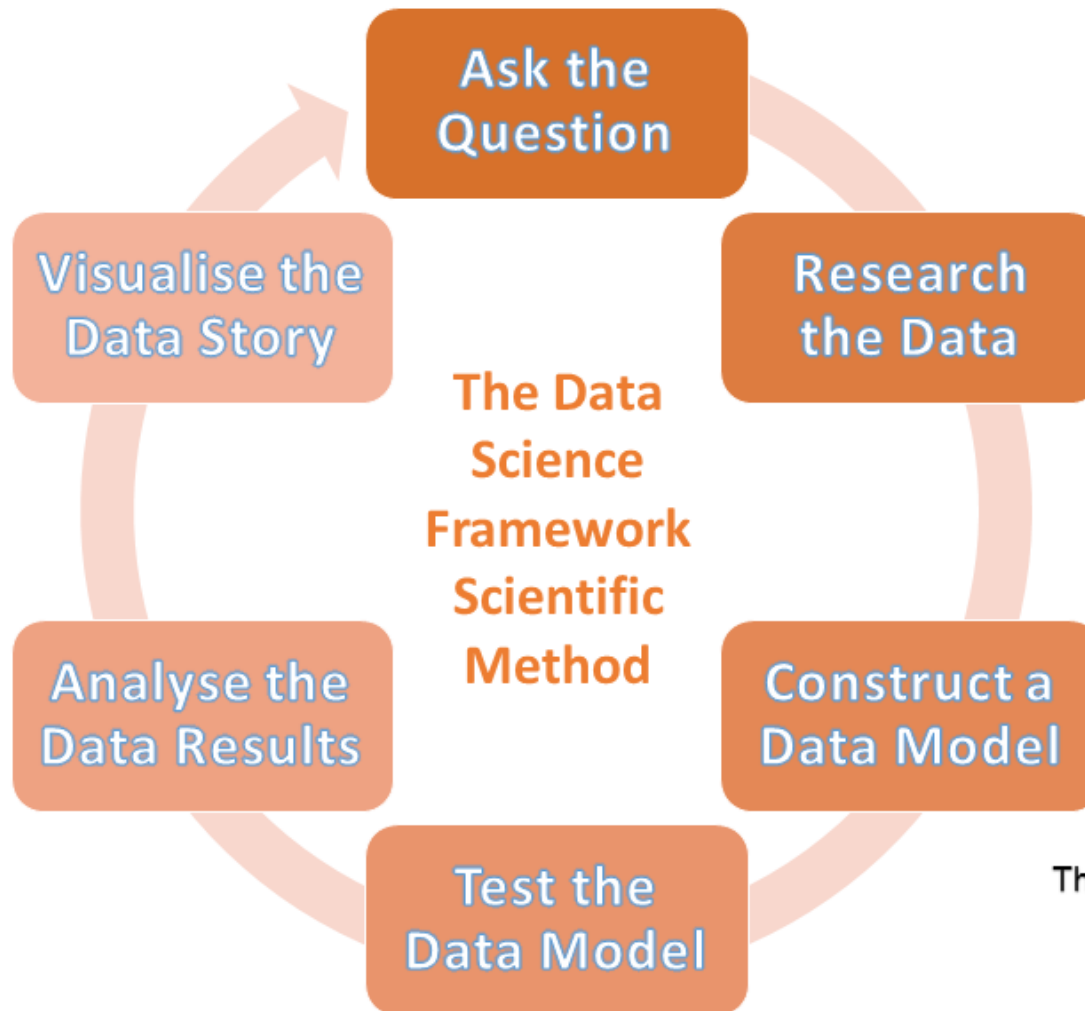 Ask the
Question
Research
the Data
Construct a
Data Model
Test the
Data Model
Analyse the
Data Results
Visualise the
Data Story
The Data
Science
Framework
Scientific
Method
Th